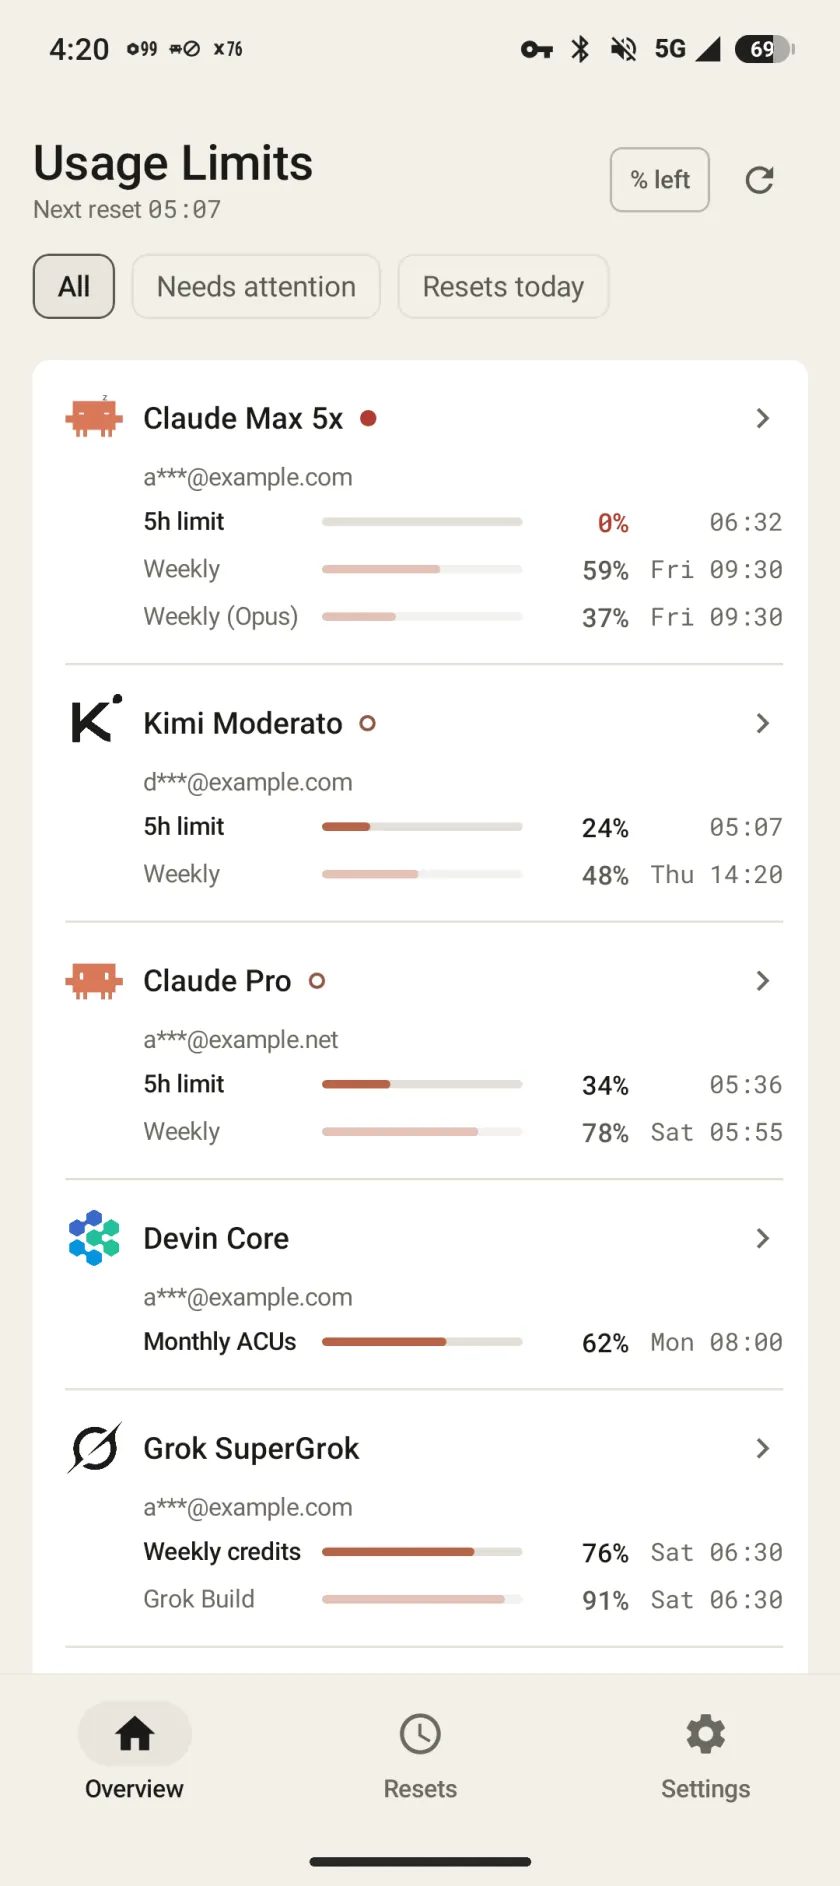 4:20 99 x 76 5G 69
Usage Limits
Next reset 05:07
% left
All Needs attention Resets today
Claude Max 5x
a***@example.com
5h limit 0% 06:32
Weekly 59% Fri 09:30
Weekly (Opus) 37% Fri 09:30
Kimi Moderato
d***@example.com
5h limit 24% 05:07
Weekly 48% Thu 14:20
Claude Pro
a***@example.net
5h limit 34% 05:36
Weekly 78% Sat 05:55
Devin Core
a***@example.com
Monthly ACUs 62% Mon 08:00
Grok SuperGrok
a***@example.com
Weekly credits 76% Sat 06:30
Grok Build 91% Sat 06:30
Overview Resets Settings